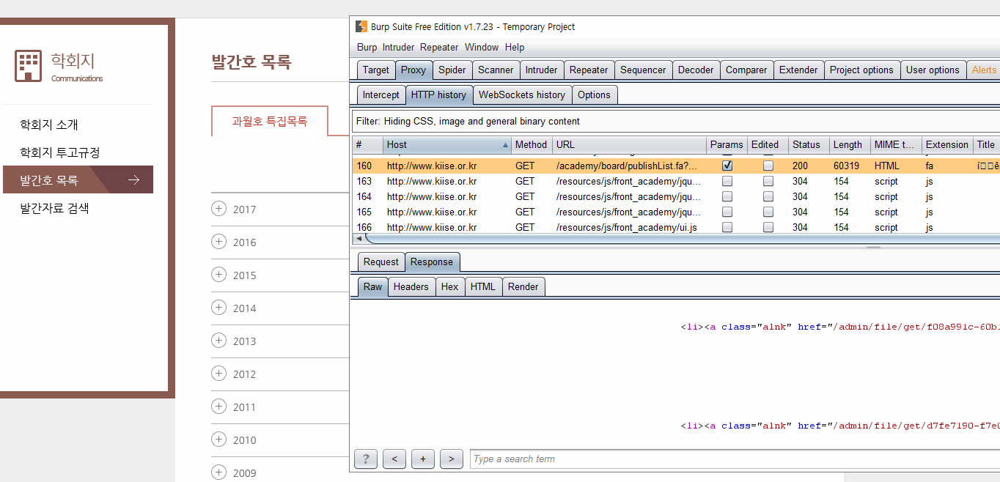 학회지
Communications
학회지 소개
학회지 투고규정
발간호 목록
발간자료 검색
발간호 목록
과월호 특집목록
2017
2016
2015
2014
2013
2012
2011
2010
2009
Burp Suite Free Edition v1.7.23 - Temporary Project
Burp Intruder Repeater Window Help
Target Proxy Spider Scanner Intruder Repeater Sequencer Decoder Comparer Extender Project options User options Alerts
Intercept HTTP history WebSockets history Options
Filter: Hiding CSS, image and general binary content
# Host Method URL Params Edited Status Length MIME t... Extension Title
160 http://www.kiise.or.kr GET /academy/board/publishList.fa?... 200 60319 HTML fa
163 http://www.kiise.or.kr GET /resources/js/front_academy/jqu... 304 154 script js
164 http://www.kiise.or.kr GET /resources/js/front_academy/jqu... 304 154 script js
165 http://www.kiise.or.kr GET /resources/js/front_academy/jqu... 304 154 script js
166 http://www.kiise.or.kr GET /resources/js/front_academy/ui.js 304 154 script js
Request Response
Raw Headers Hex HTML Render
<li><a class="alnk" href="/admin/file/get/f08a991c-60b
<li><a class="alnk" href="/admin/file/get/d7fe7190-f7e
? < + > Type a search term